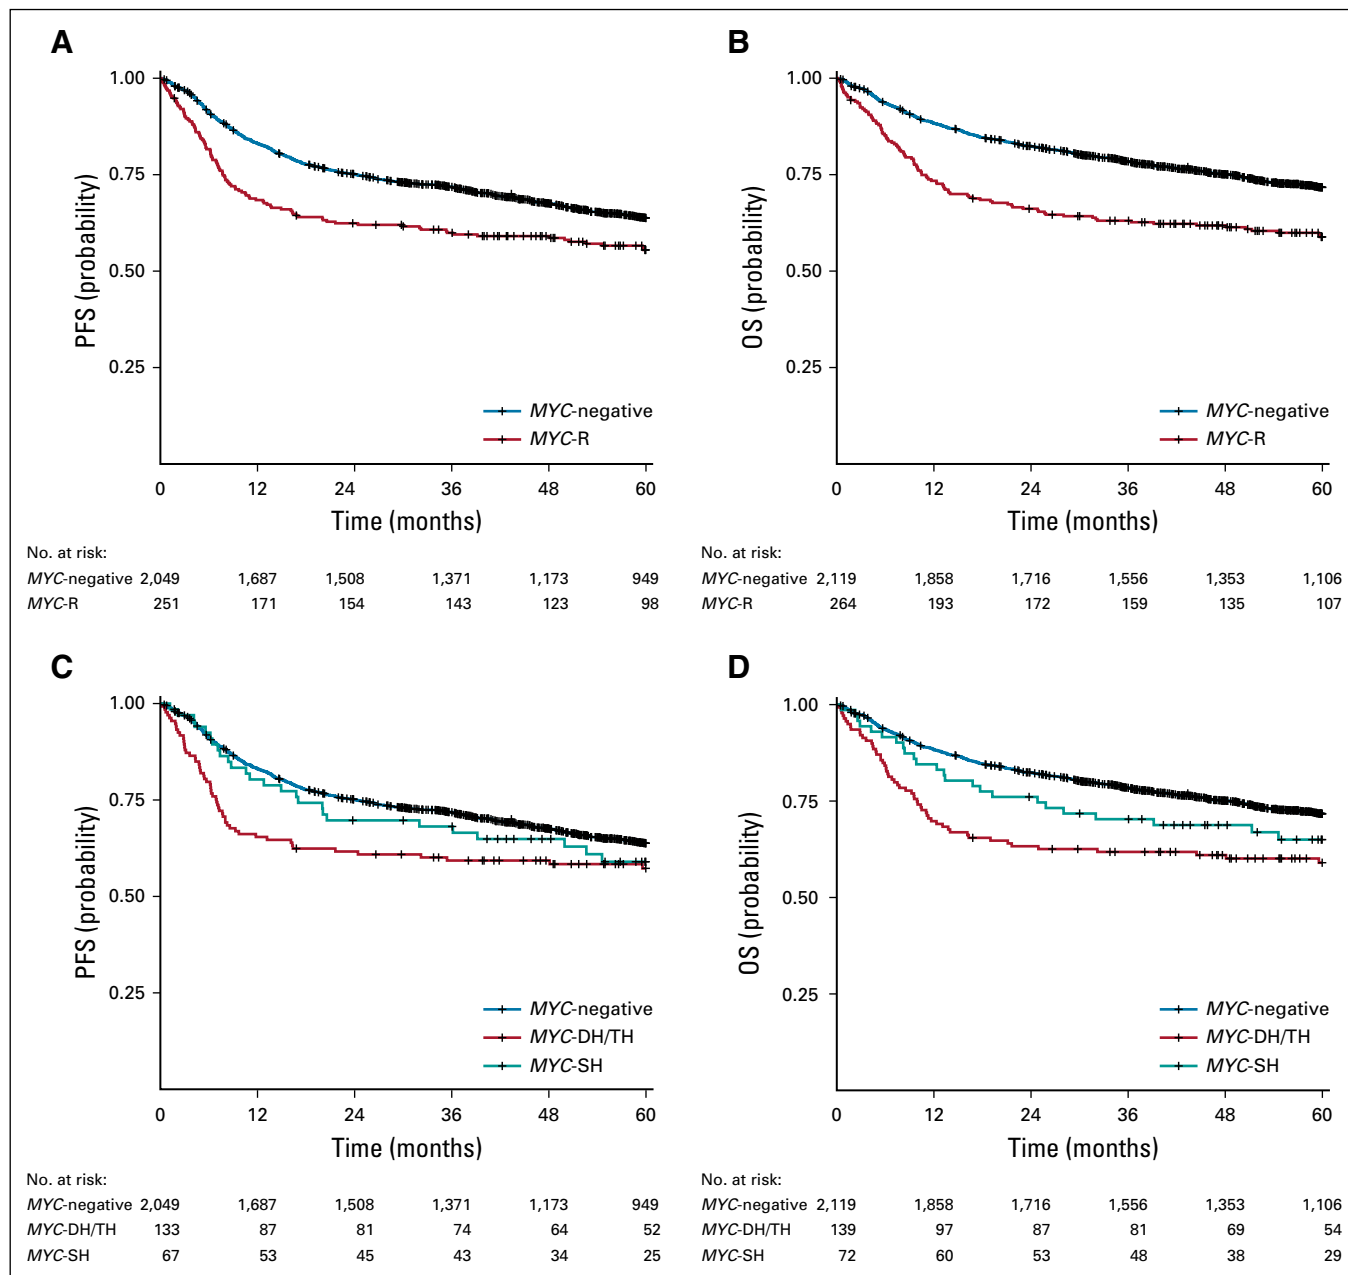 A
1.00
0.75
0.50
0.25
PFS (probability)
MYC-negative
MYC-R
0 12 24 36 48 60
Time (months)
No. at risk:
MYC-negative 2,049 1,687 1,508 1,371 1,173 949
MYC-R 251 171 154 143 123 98
B
1.00
0.75
0.50
0.25
OS (probability)
MYC-negative
MYC-R
0 12 24 36 48 60
Time (months)
No. at risk:
MYC-negative 2,119 1,858 1,716 1,556 1,353 1,106
MYC-R 264 193 172 159 135 107
C
1.00
0.75
0.50
0.25
PFS (probability)
MYC-negative
MYC-DH/TH
MYC-SH
0 12 24 36 48 60
Time (months)
No. at risk:
MYC-negative 2,049 1,687 1,508 1,371 1,173 949
MYC-DH/TH 133 87 81 74 64 52
MYC-SH 67 53 45 43 34 25
D
1.00
0.75
0.50
0.25
OS (probability)
MYC-negative
MYC-DH/TH
MYC-SH
0 12 24 36 48 60
Time (months)
No. at risk:
MYC-negative 2,119 1,858 1,716 1,556 1,353 1,106
MYC-DH/TH 139 97 87 81 69 54
MYC-SH 72 60 53 48 38 29